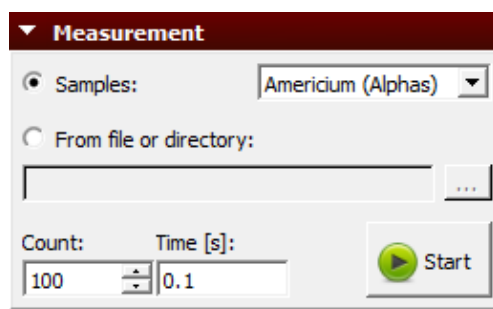 Measurement
Samples: Americium (Alphas)
From file or directory:
...
Count: Time [s]:
100 0.1 Start